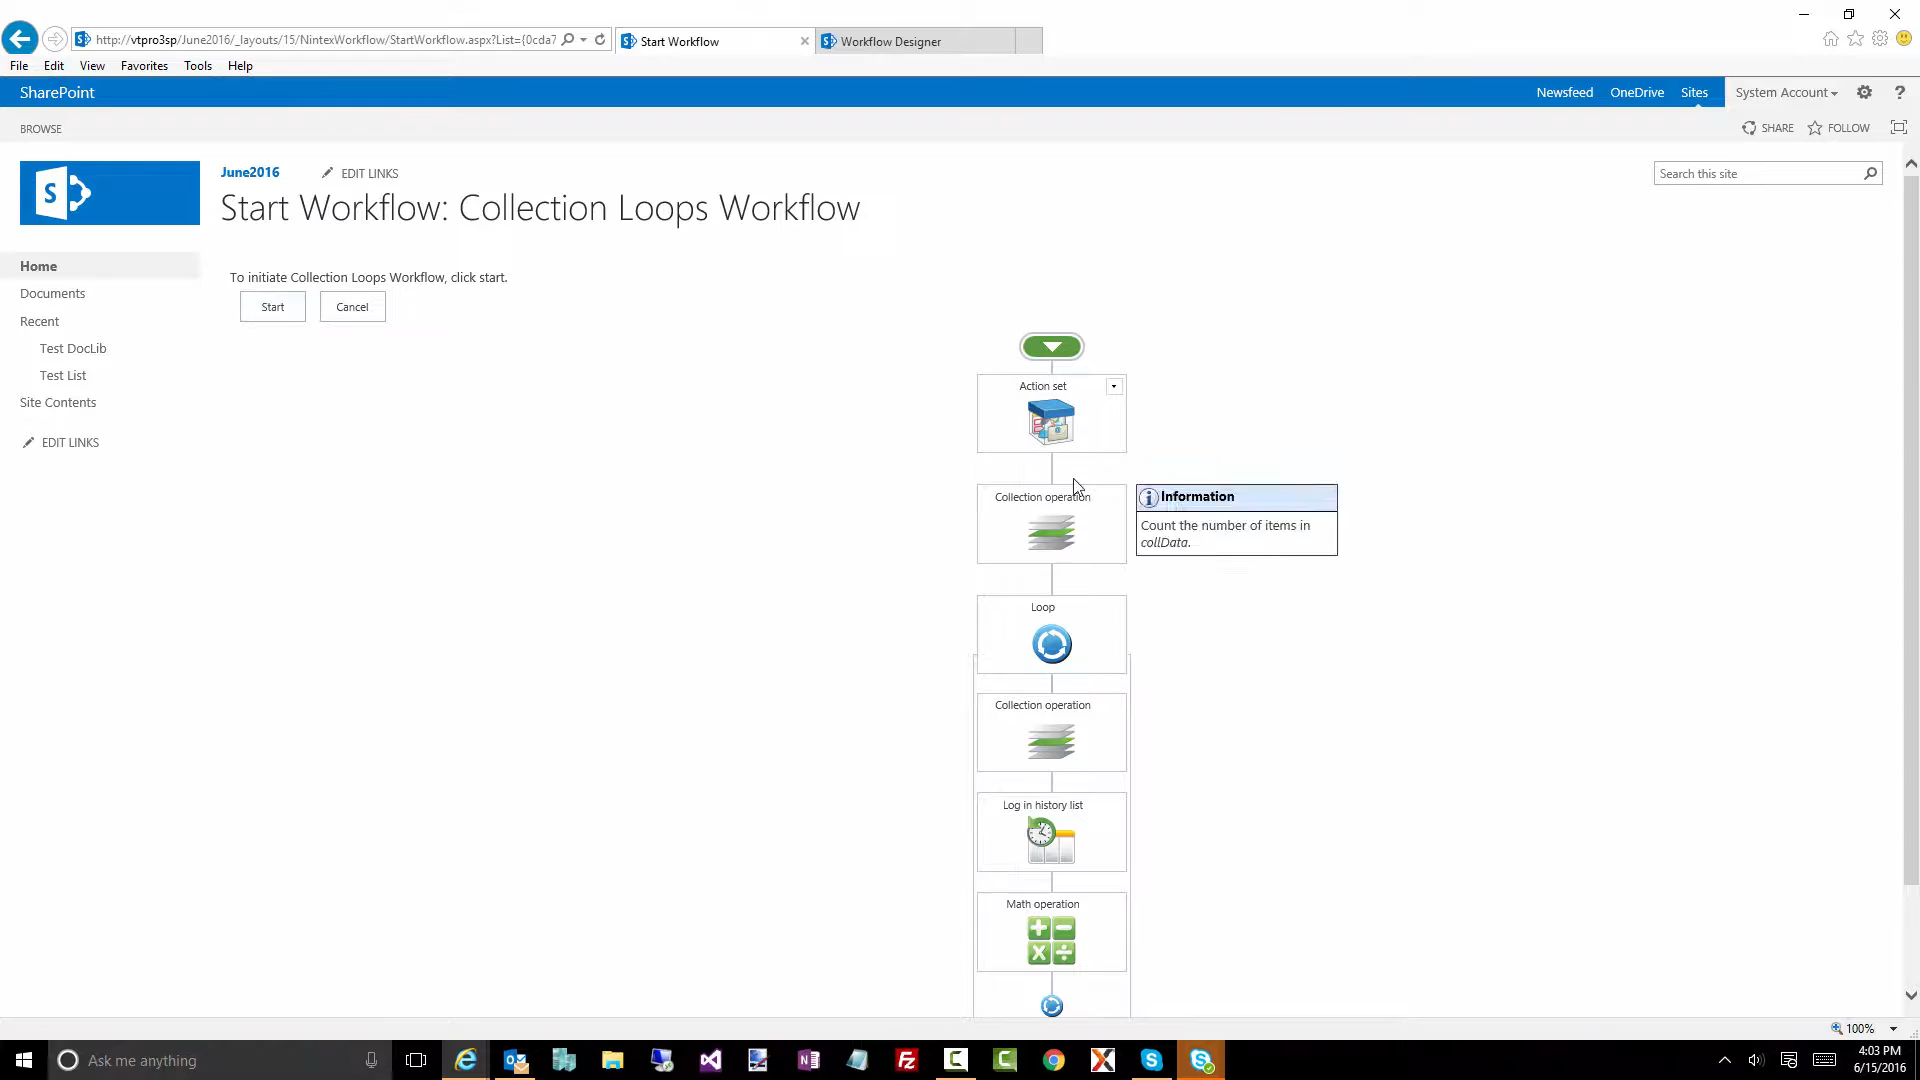 http://vtpro3sp/June2016/_layouts/15/NintexWorkflow/StartWorkflow.aspx?List={0cda7
Start Workflow
Workflow Designer
File Edit View Favorites Tools Help
SharePoint
Newsfeed OneDrive Sites System Account ?
BROWSE
SHARE FOLLOW
June2016 EDIT LINKS
Search this site
Start Workflow: Collection Loops Workflow
Home
Documents
Recent
Test DocLib
Test List
Site Contents
EDIT LINKS
To initiate Collection Loops Workflow, click start.
Start Cancel
Action set
Collection operation
Information
Count the number of items in
collData.
Loop
Collection operation
Log in history list
Math operation
100%
Ask me anything
4:03 PM
6/15/2016